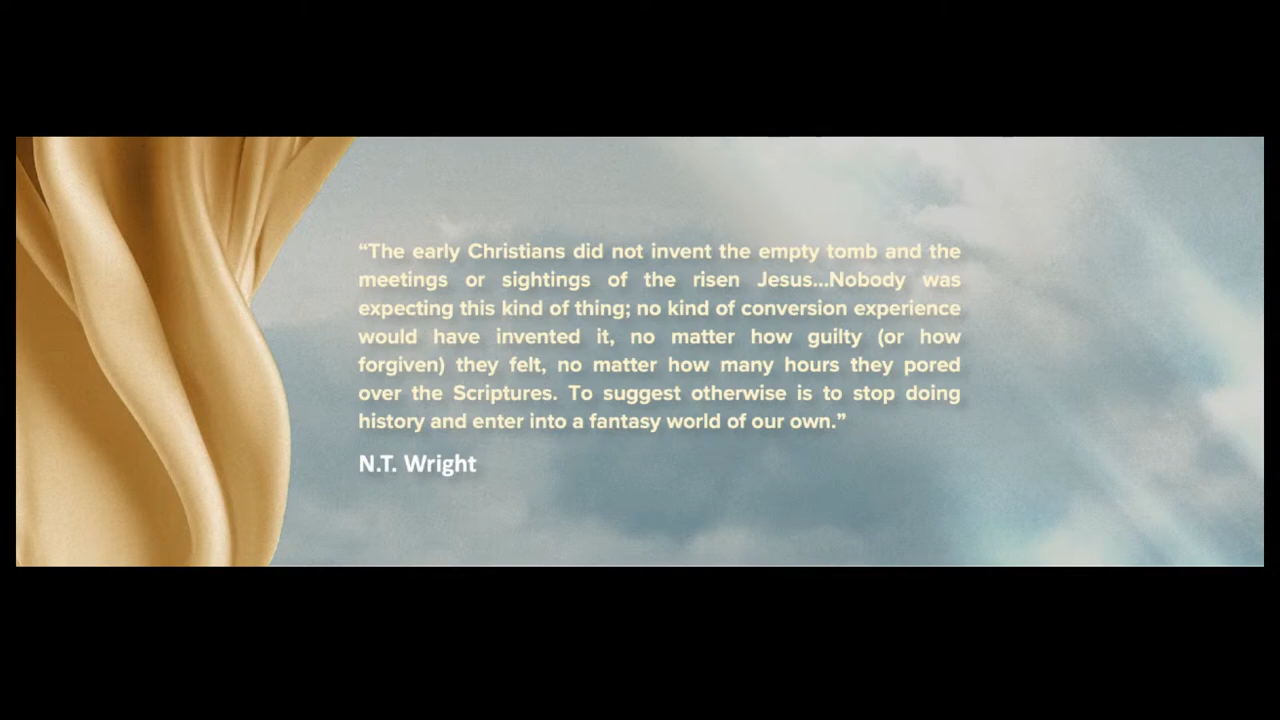 “The early Christians did not invent the empty tomb and the
meetings or sightings of the risen Jesus...Nobody was
expecting this kind of thing; no kind of conversion experience
would have invented it, no matter how guilty (or how
forgiven) they felt, no matter how many hours they pored
over the Scriptures. To suggest otherwise is to stop doing
history and enter into a fantasy world of our own.”
N.T. Wright